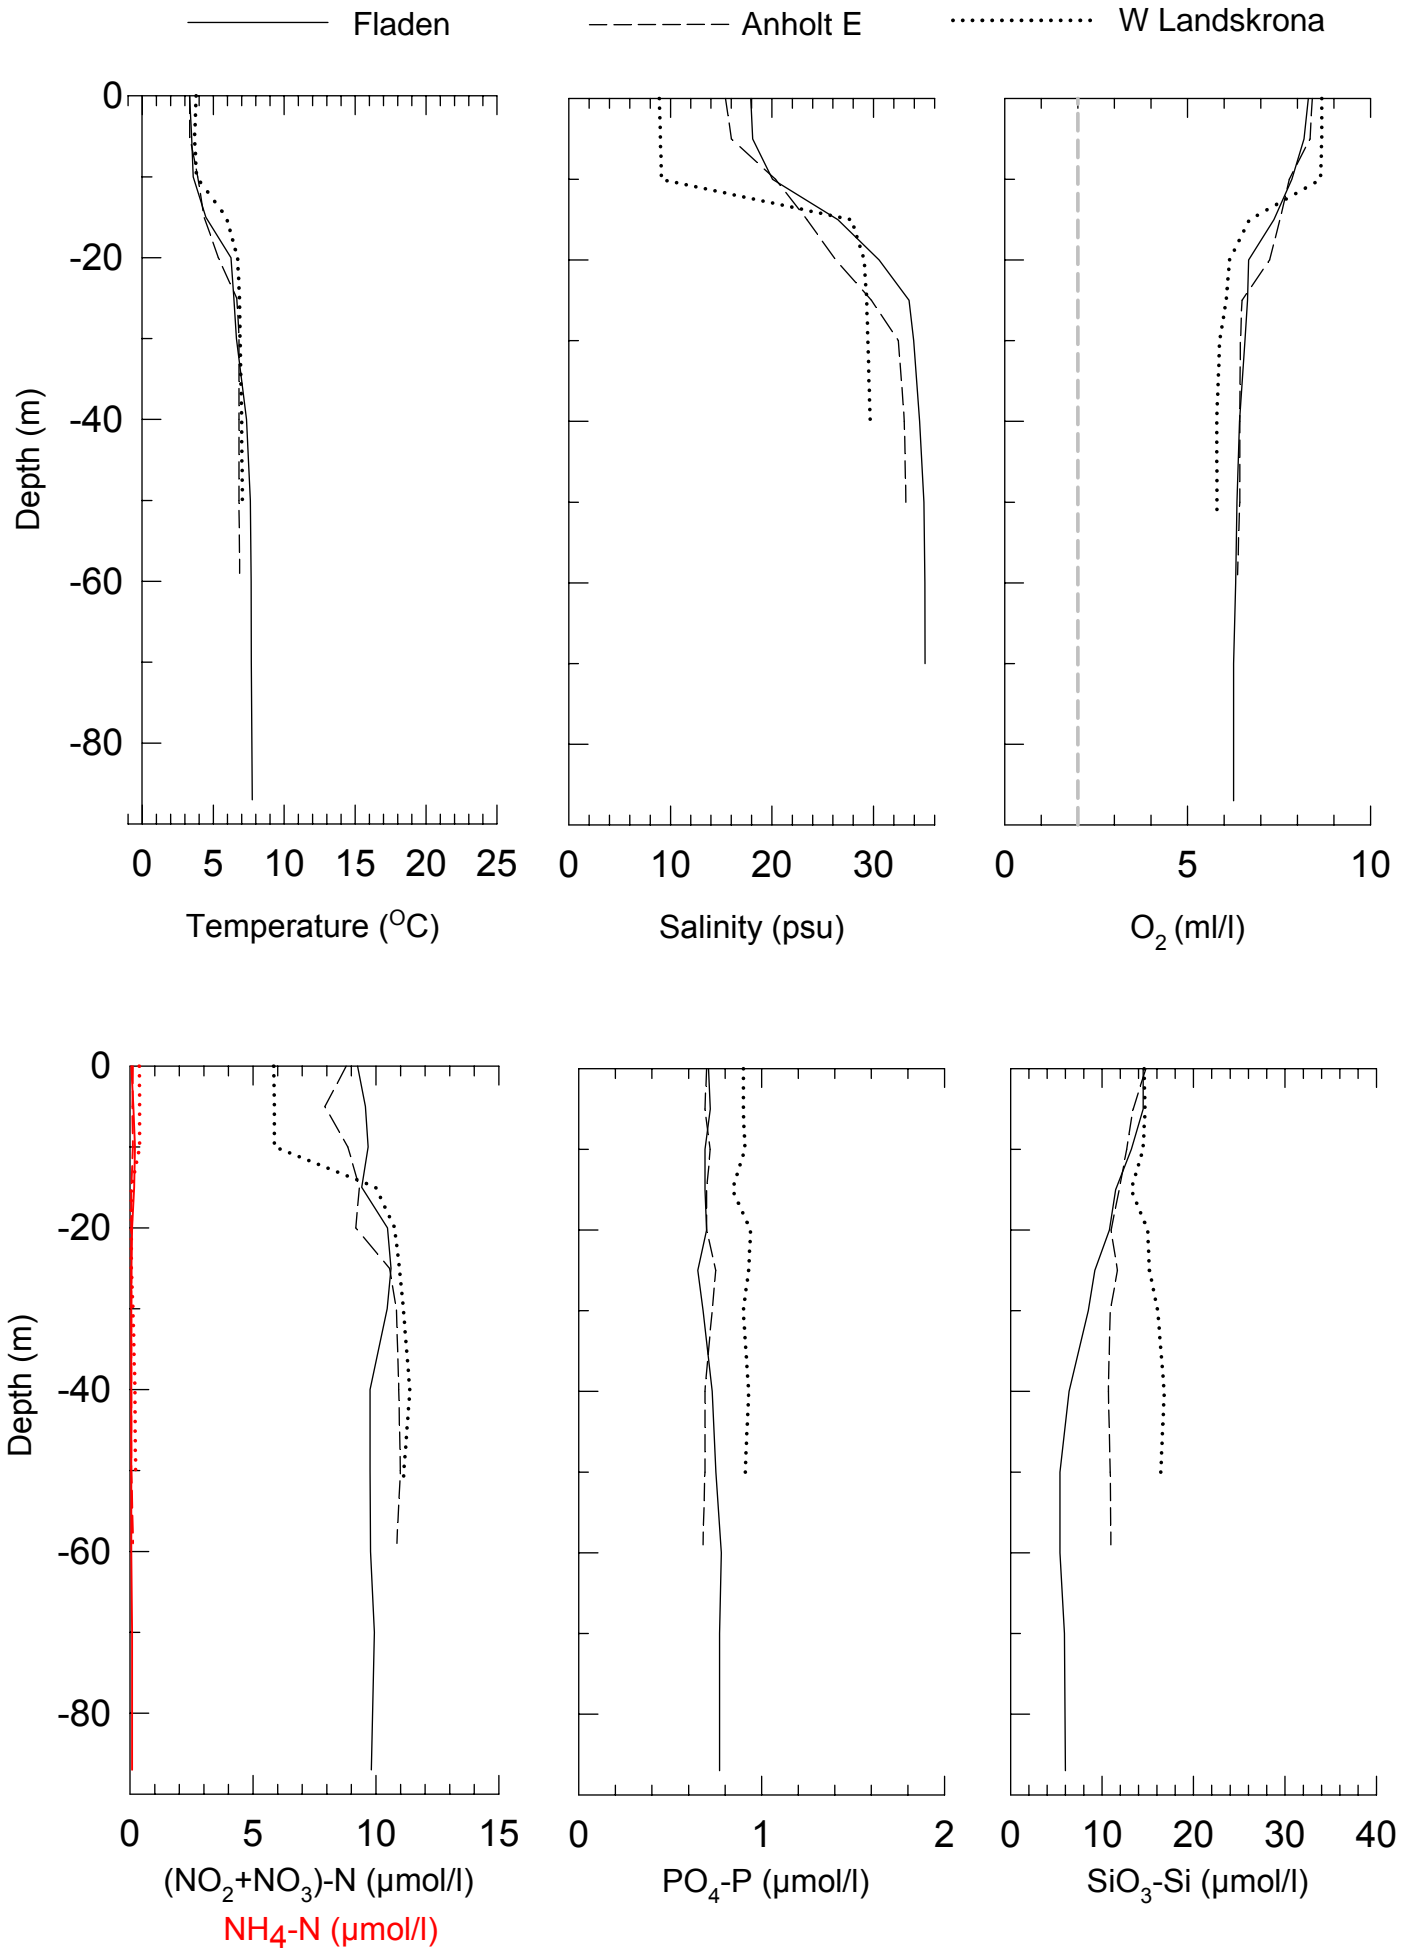 Fladen Anholt E W Landskrona
0
-20
-40
-60
-80
Depth (m)
0 5 10 15 20 25
0 10 20 30
0 5 10
Temperature (OC) Salinity (psu) O2 (ml/l)
0
-20
-40
-60
-80
Depth (m)
0 5 10 15
0 1 2
0 10 20 30 40
(NO2+NO3)-N (µmol/l) PO4-P (µmol/l) SiO3-Si (µmol/l)
NH4-N (µmol/l)